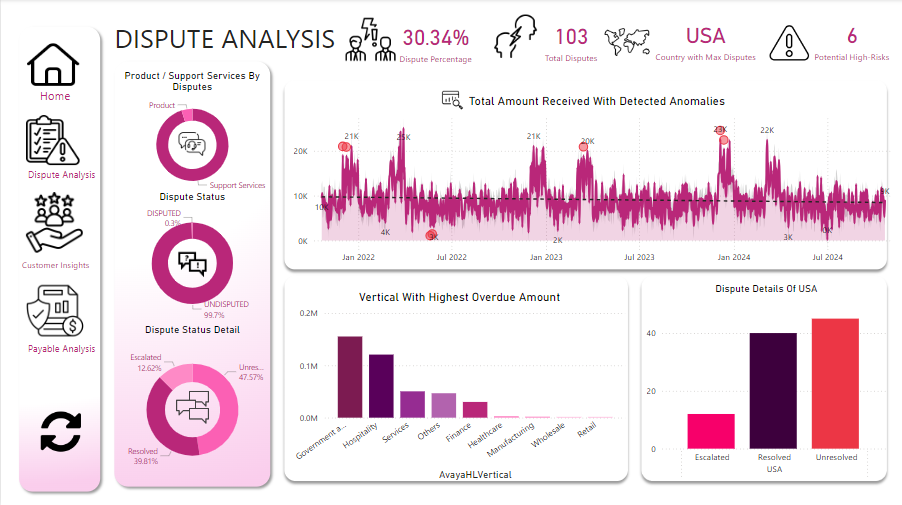 DISPUTE ANALYSIS
30.34%
Dispute Percentage
103
Total Disputes
USA
Country with Max Disputes
6
Potential High-Risks
Home
Dispute Analysis
Customer Insights
Payable Analysis
Product / Support Services By
Disputes
Product
Support Services
Dispute Status
DISPUTED
0.3%
UNDISPUTED
99.7%
Dispute Status Detail
Escalated
12.62%
Unres...
47.57%
Resolved
39.81%
Total Amount Received With Detected Anomalies
20K
10K
0K
10K
21K
4K
25K
3K
21K
2K
20K
23K
22K
3K
0K
Jan 2022
Jul 2022
Jan 2023
Jul 2023
Jan 2024
Jul 2024
Vertical With Highest Overdue Amount
0.2M
0.1M
0.0M
Government a...
Hospitality
Services
Others
Finance
Healthcare
Manufacturing
Wholesale
Retail
AvayaHLVertical
Dispute Details Of USA
40
20
0
Escalated
Resolved
Unresolved
USA